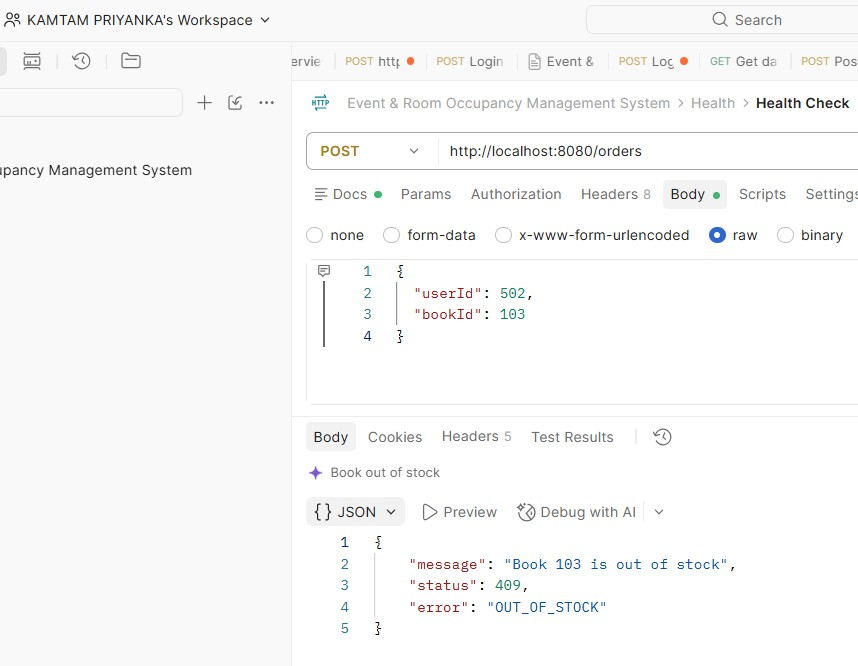 KAMTAM PRIYANKA's Workspace
Search
ervie POST http POST Login Event & POST Log GET Get da POST Pos
HTTP Event & Room Occupancy Management System > Health > Health Check
upancy Management System
POST http://localhost:8080/orders
Docs Params Authorization Headers 8 Body Scripts Settings
none form-data x-www-form-urlencoded raw binary
1 {
2 "userId": 502,
3 "bookId": 103
4 }
Body Cookies Headers 5 Test Results
Book out of stock
{} JSON Preview Debug with AI
1 {
2 "message": "Book 103 is out of stock",
3 "status": 409,
4 "error": "OUT_OF_STOCK"
5 }